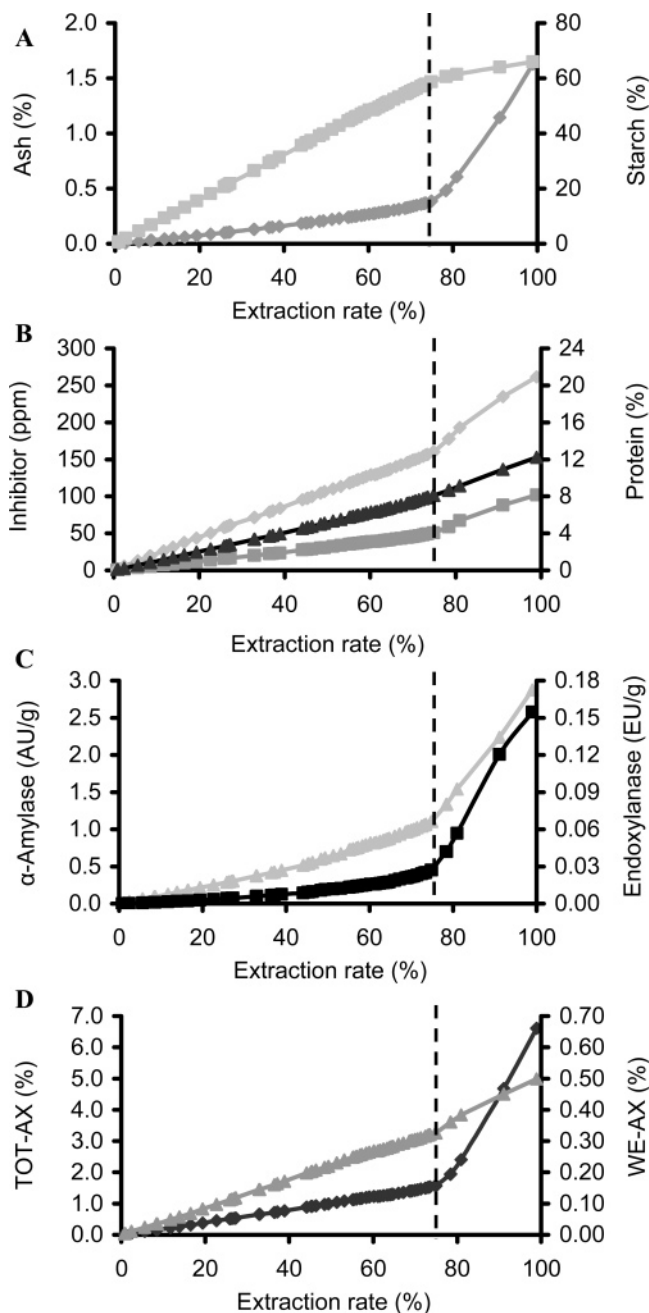 A
Ash (%)
2.0
1.5
1.0
0.5
0.0
80
60
40
20
0
Starch (%)
0 20 40 60 80 100
Extraction rate (%)
B
Inhibitor (ppm)
300
250
200
150
100
50
0
24
20
16
12
8
4
0
Protein (%)
0 20 40 60 80 100
Extraction rate (%)
C
α-Amylase (AU/g)
3.0
2.5
2.0
1.5
1.0
0.5
0.0
0.18
0.15
0.12
0.09
0.06
0.03
0.00
Endoxylanase (EU/g)
0 20 40 60 80 100
Extraction rate (%)
D
TOT-AX (%)
7.0
6.0
5.0
4.0
3.0
2.0
1.0
0.0
0.70
0.60
0.50
0.40
0.30
0.20
0.10
0.00
WE-AX (%)
0 20 40 60 80 100
Extraction rate (%)